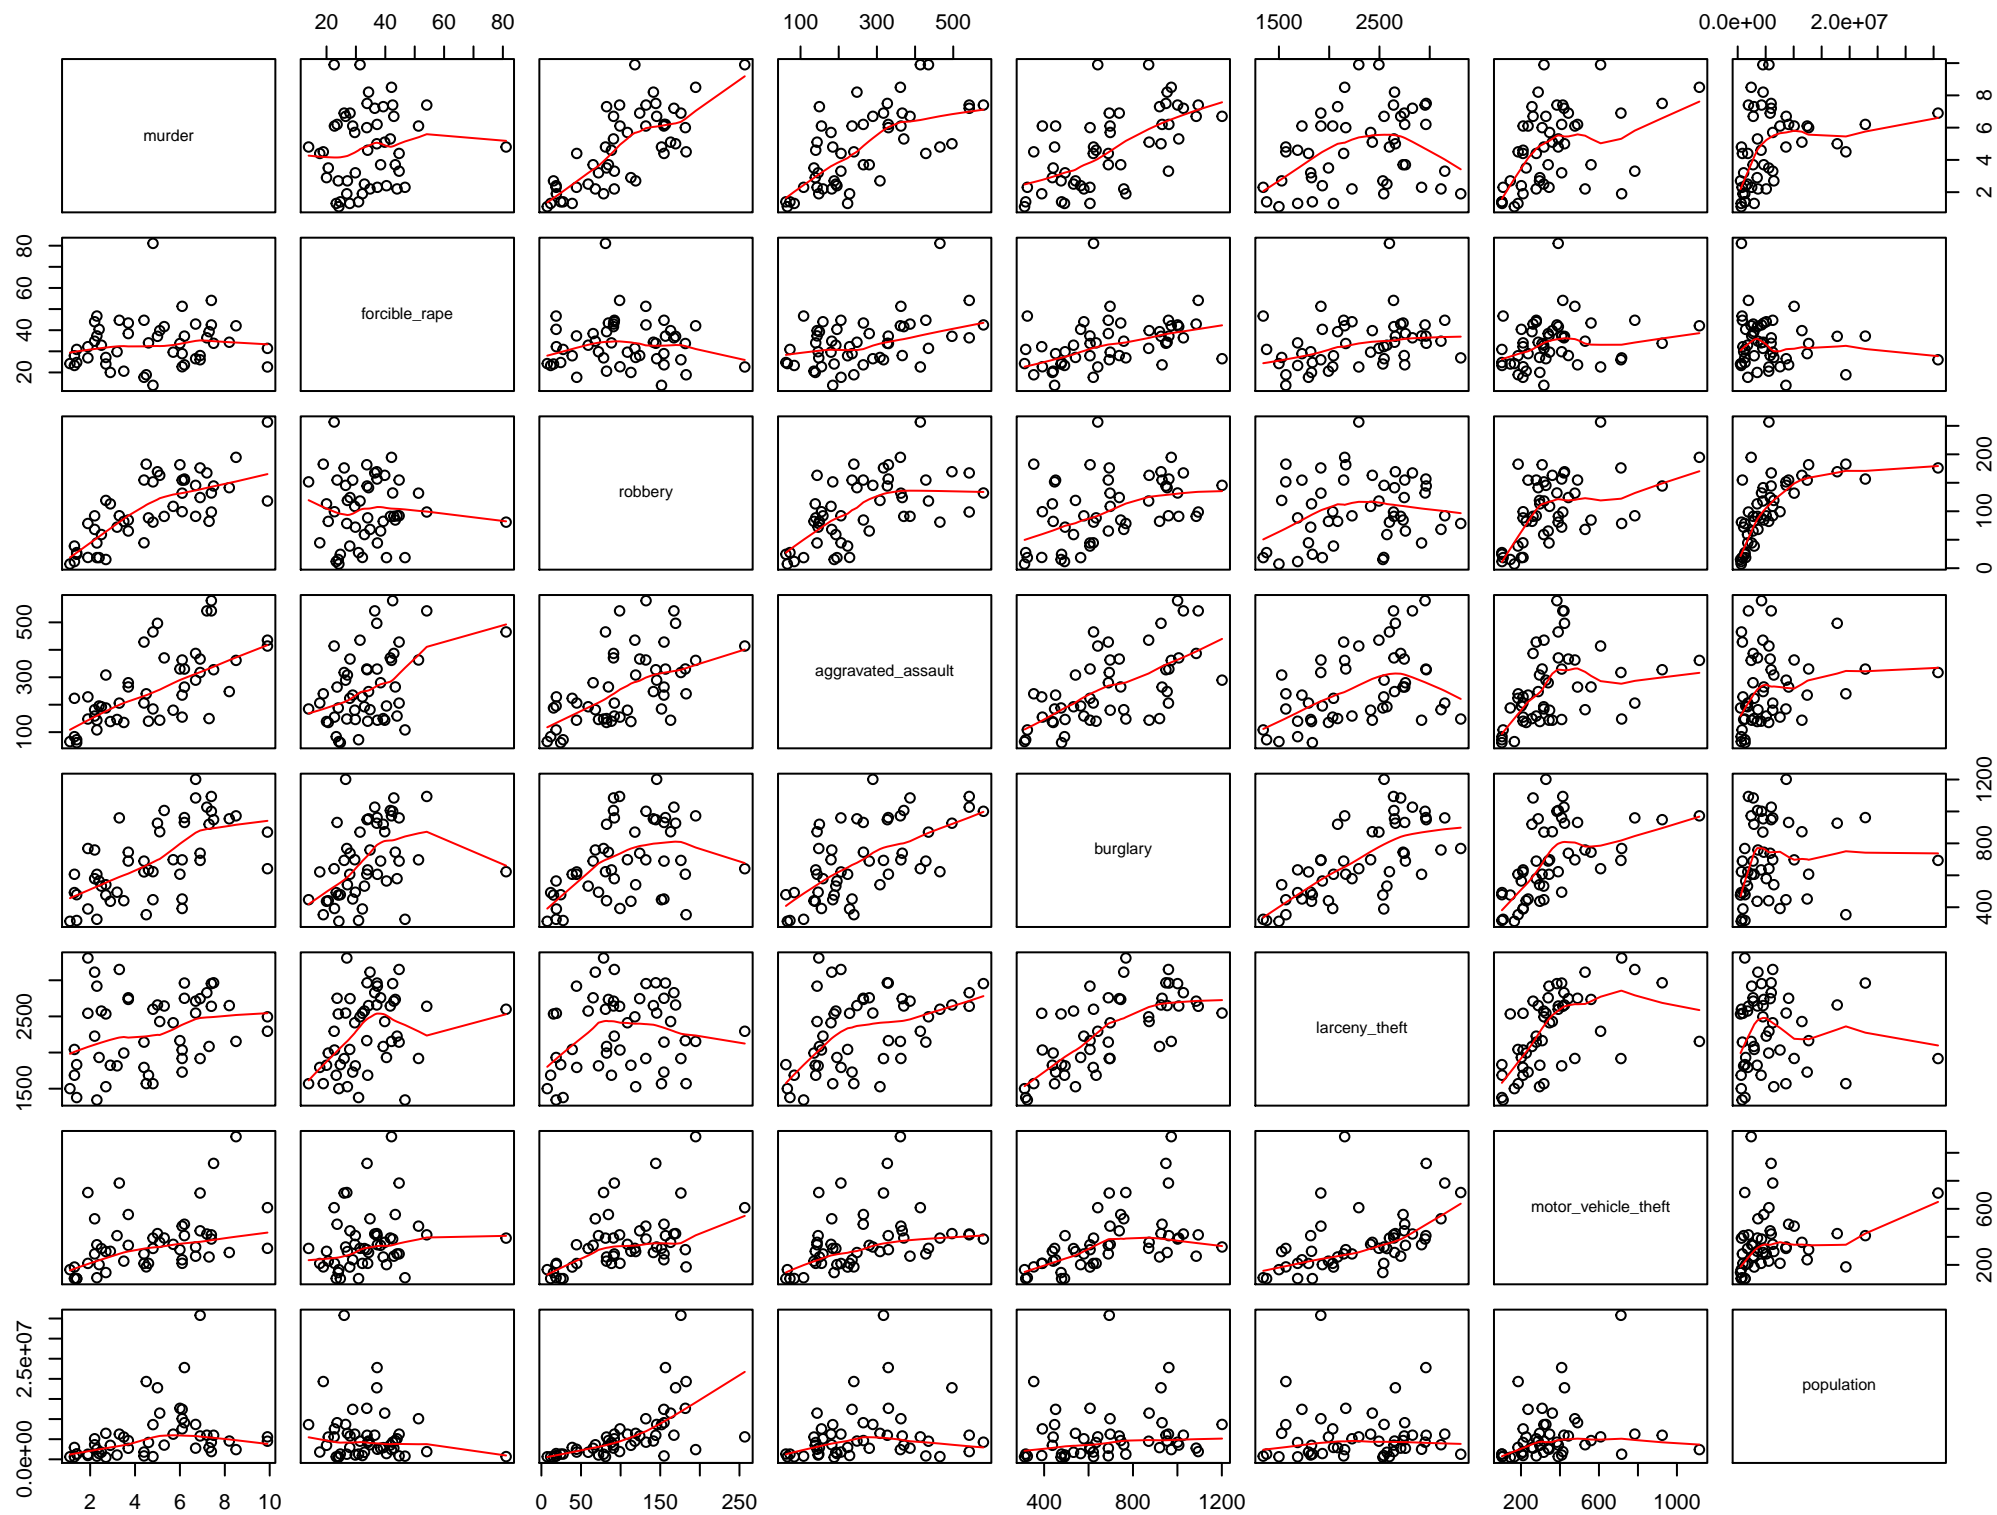 20 40 60 80 100 300 500 1500 2500 0.0e+00 2.0e+07
murder
2 4 6 8
20 40 60 80
forcible_rape
robbery
0 100 200
100 300 500
aggravated_assault
burglary
400 800 1200
1500 2500
larceny_theft
motor_vehicle_theft
200 600
0.0e+00 2.5e+07
population
2 4 6 8 10 0 50 150 250 400 800 1200 200 600 1000